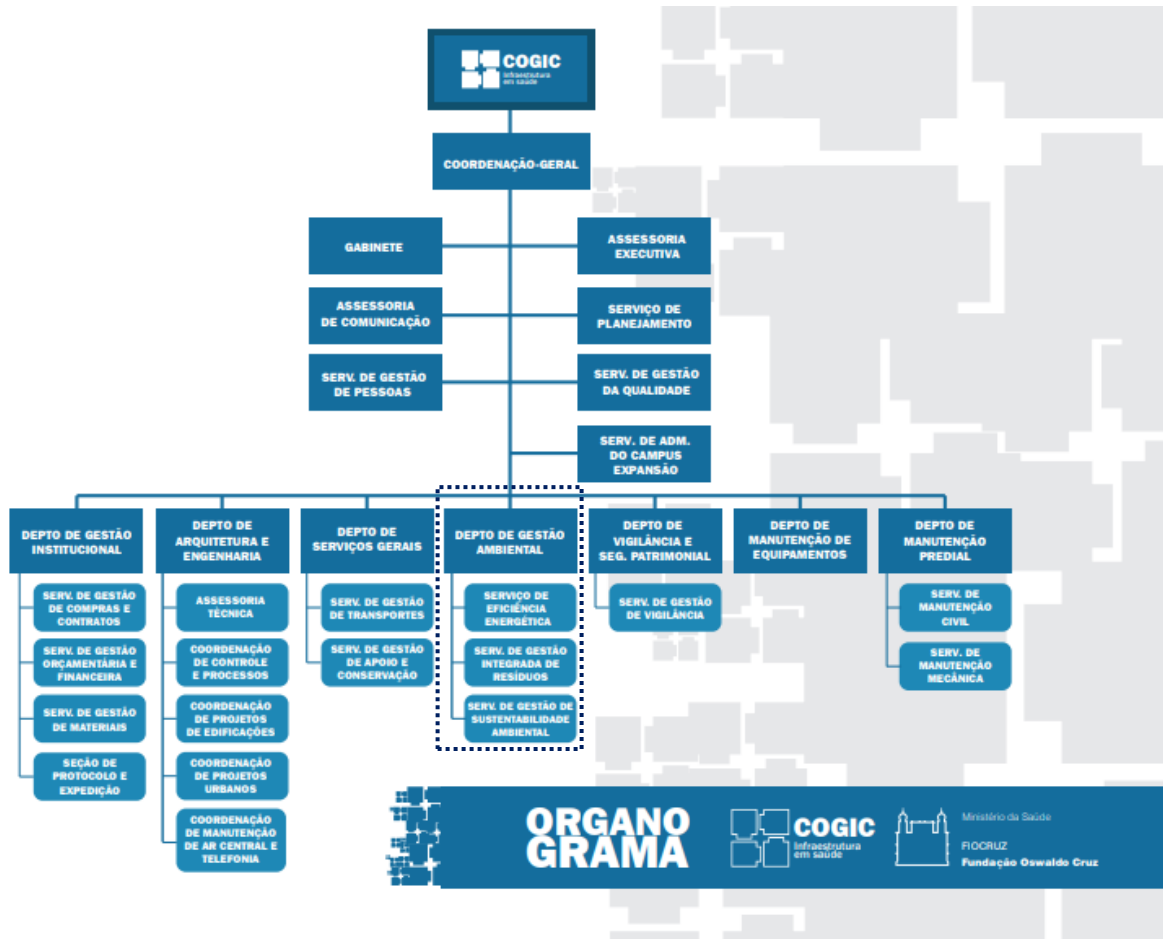 COGIC
Infraestrutura
em saúde
COORDENAÇÃO-GERAL
GABINETE
ASSESSORIA
EXECUTIVA
ASSESSORIA
DE COMUNICAÇÃO
SERVIÇO DE
PLANEJAMENTO
SERV. DE GESTÃO
DE PESSOAS
SERV. DE GESTÃO
DA QUALIDADE
SERV. DE ADM.
DO CAMPUS
EXPANSÃO
DEPTO DE GESTÃO
INSTITUCIONAL
DEPTO DE
ARQUITETURA E
ENGENHARIA
DEPTO DE
SERVIÇOS GERAIS
DEPTO DE GESTÃO
AMBIENTAL
DEPTO DE
VIGILÂNCIA E
SEG. PATRIMONIAL
DEPTO DE
MANUTENÇÃO DE
EQUIPAMENTOS
DEPTO DE
MANUTENÇÃO
PREDIAL
SERV. DE GESTÃO
DE COMPRAS E
CONTRATOS
SERV. DE GESTÃO
ORÇAMENTÁRIA E
FINANCEIRA
SERV. DE GESTÃO
DE MATERIAIS
SEÇÃO DE
PROTOCOLO E
EXPEDIÇÃO
ASSESSORIA
TÉCNICA
COORDENAÇÃO
DE CONTROLE
E PROCESSOS
COORDENAÇÃO
DE PROJETOS
DE EDIFICAÇÕES
COORDENAÇÃO
DE PROJETOS
URBANOS
COORDENAÇÃO
DE MANUTENÇÃO
DE AR CENTRAL E
TELEFONIA
SERV. DE GESTÃO
DE TRANSPORTES
SERV. DE GESTÃO
DE APOIO E
CONSERVAÇÃO
SERVIÇO DE
EFICIÊNCIA
ENERGÉTICA
SERV. DE GESTÃO
INTEGRADA DE
RESÍDUOS
SERV. DE GESTÃO DE
SUSTENTABILIDADE
AMBIENTAL
SERV. DE GESTÃO
DE VIGILÂNCIA
SERV. DE
MANUTENÇÃO
CIVIL
SERV. DE
MANUTENÇÃO
MECÂNICA
ORGANO
GRAMA
COGIC
Infraestrutura
em saúde
Ministério da Saúde
FIOCRUZ
Fundação Oswaldo Cruz